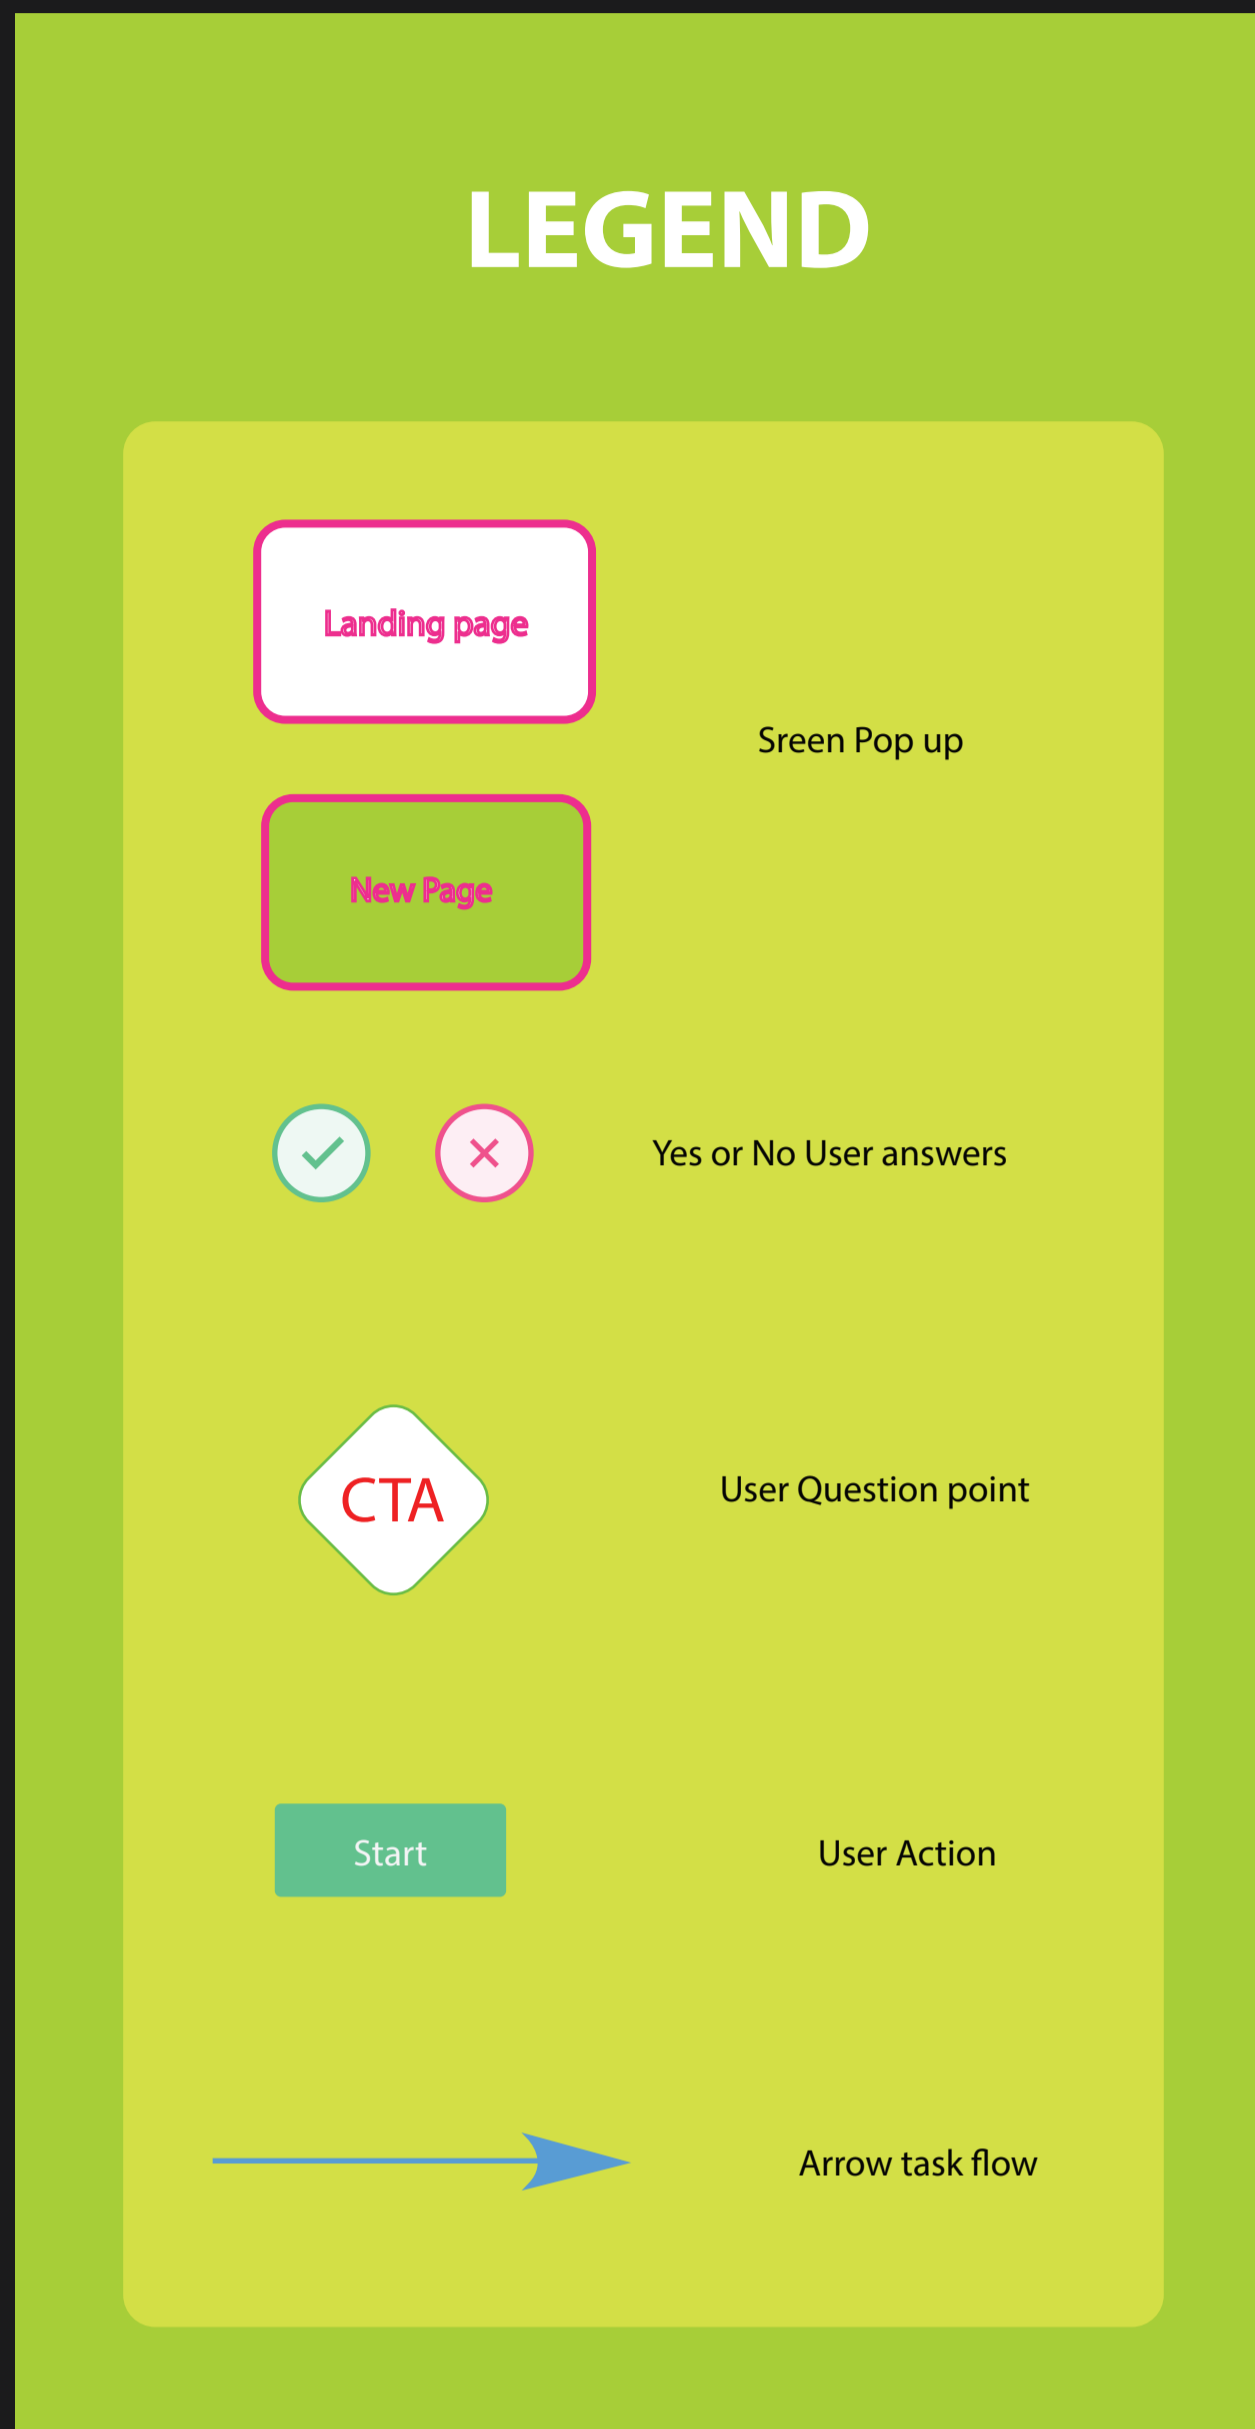 LEGEND
Landing page
Sreen Pop up
New Page
Yes or No User answers
CTA
User Question point
Start
User Action
Arrow task flow